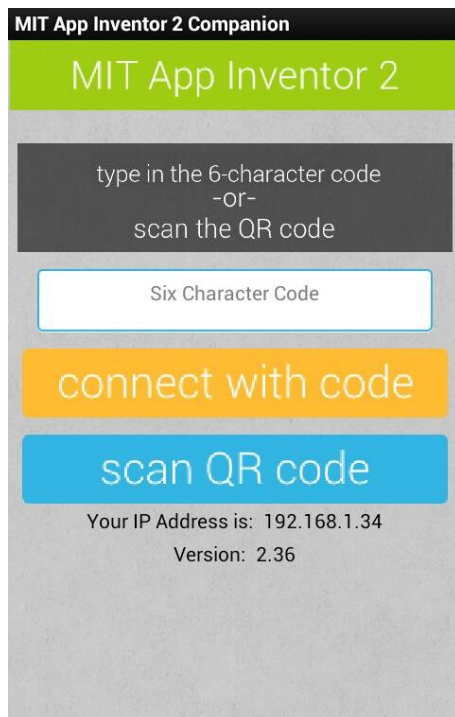 MIT App Inventor 2 Companion
MIT App Inventor 2
type in the 6-character code
-or-
scan the QR code
Six Character Code
connect with code
scan QR code
Your IP Address is: 192.168.1.34
Version: 2.36